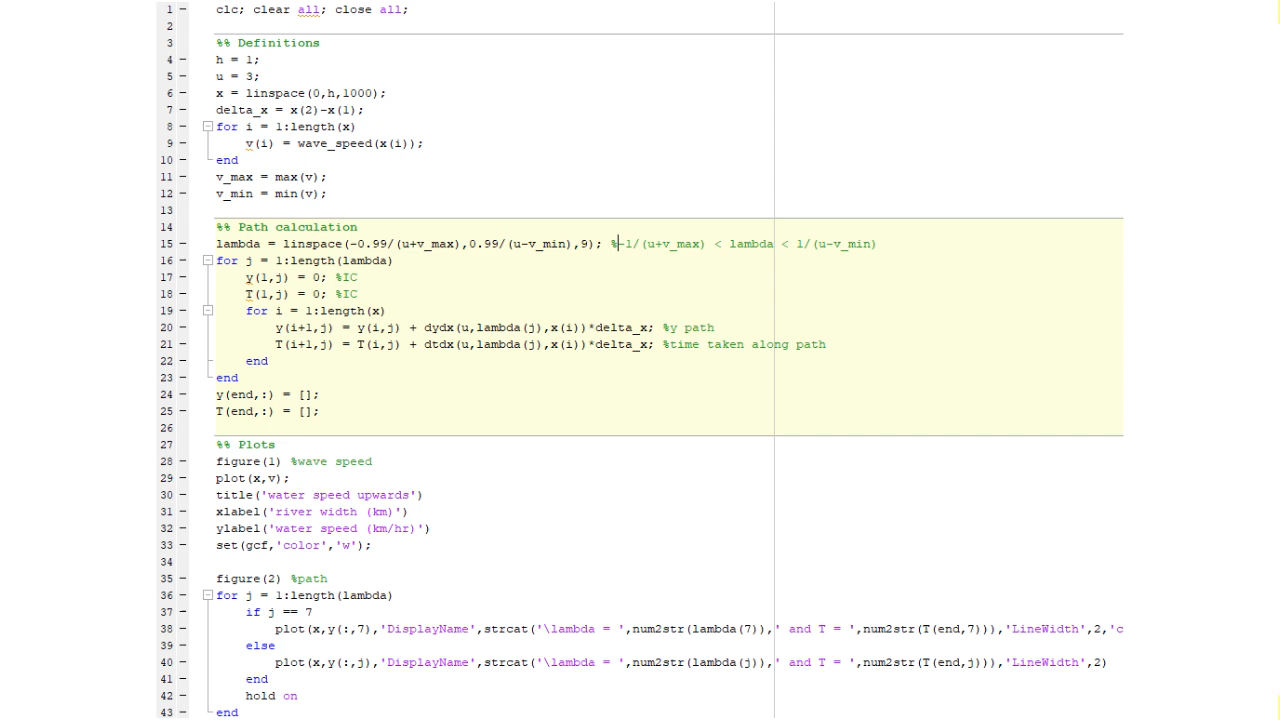 1 clc; clear all; close all;
2
3 %% Definitions
4 h = 1;
5 u = 3;
6 x = linspace(0,h,1000);
7 delta_x = x(2)-x(1);
8 for i = 1:length(x)
9 v(i) = wave_speed(x(i));
10 end
11 v_max = max(v);
12 v_min = min(v);
13
14 %% Path calculation
15 lambda = linspace(-0.99/(u+v_max),0.99/(u-v_min),9); %-1/(u+v_max) < lambda < 1/(u-v_min)
16 for j = 1:length(lambda)
17 y(1,j) = 0; %IC
18 T(1,j) = 0; %IC
19 for i = 1:length(x)
20 y(i+1,j) = y(i,j) + dydx(u,lambda(j),x(i))*delta_x; %y path
21 T(i+1,j) = T(i,j) + dtdx(u,lambda(j),x(i))*delta_x; %time taken along path
22 end
23 end
24 y(end,:) = [];
25 T(end,:) = [];
26
27 %% Plots
28 figure(1) %wave speed
29 plot(x,v);
30 title('water speed upwards')
31 xlabel('river width (km)')
32 ylabel('water speed (km/hr)')
33 set(gcf,'color','w');
34
35 figure(2) %path
36 for j = 1:length(lambda)
37 if j == 7
38 plot(x,y(:,7),'DisplayName',strcat('\lambda = ',num2str(lambda(7)),' and T = ',num2str(T(end,7))),'LineWidth',2,'c
39 else
40 plot(x,y(:,j),'DisplayName',strcat('\lambda = ',num2str(lambda(j)),' and T = ',num2str(T(end,j))),'LineWidth',2)
41 end
42 hold on
43 end